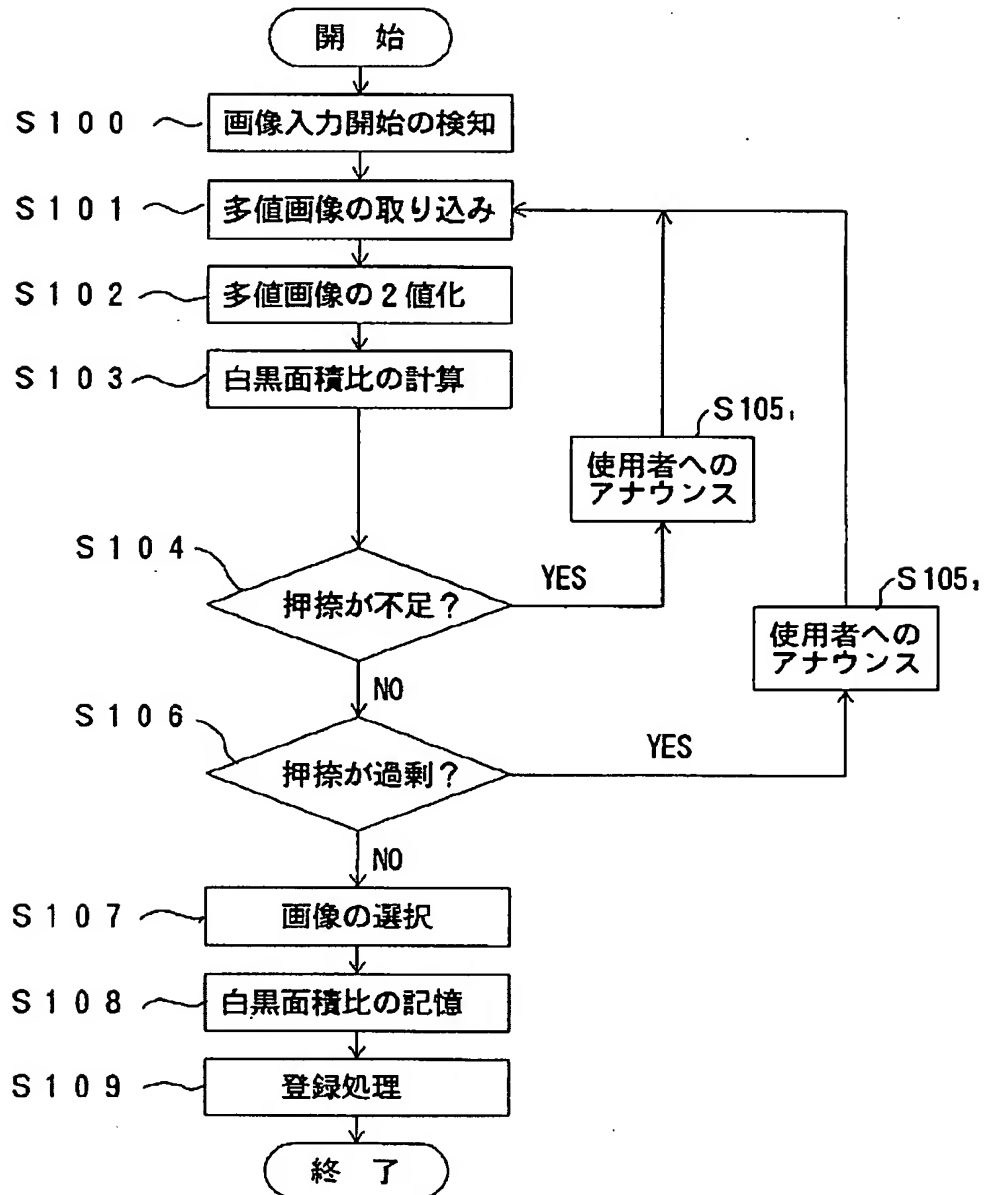 開 始
S100
画像入力開始の検知
S101
多値画像の取り込み
S102
多値画像の2値化
S103
白黒面積比の計算
S105₁
使用者への
アナウンス
S104
押捺が不足?
YES
S105₂
使用者への
アナウンス
NO
S106
押捺が過剰?
YES
NO
S107
画像の選択
S108
白黒面積比の記憶
S109
登録処理
終 了